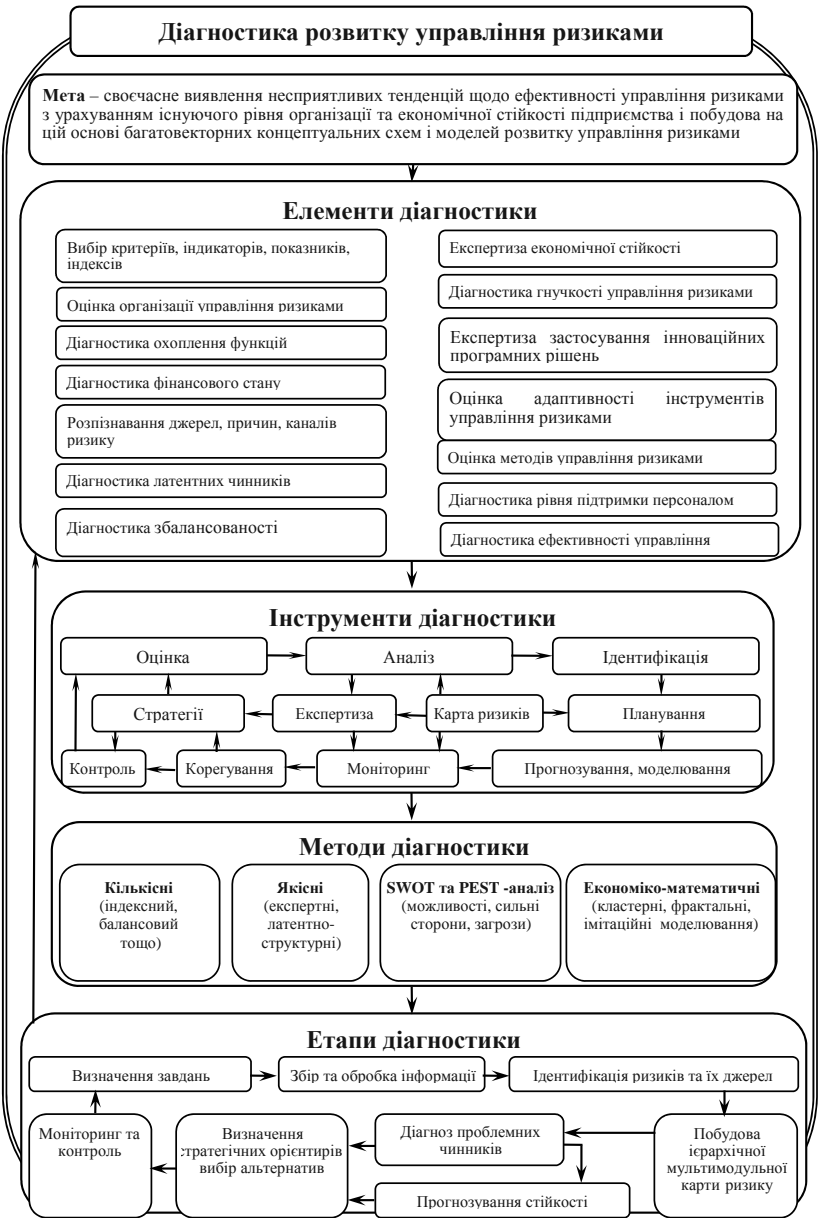 Діагностика розвитку управління ризиками
Мета – своєчасне виявлення несприятливих тенденцій щодо ефективності управління ризиками
з урахуванням існуючого рівня організації та економічної стійкості підприємства і побудова на
цій основі багатовекторних концептуальних схем і моделей розвитку управління ризиками
Елементи діагностики
Вибір критеріїв, індикаторів, показників,
індексів
Оцінка організації управління ризиками
Діагностика охоплення функцій
Діагностика фінансового стану
Розпізнавання джерел, причин, каналів
ризику
Діагностика латентних чинників
Діагностика збалансованості
Експертиза економічної стійкості
Діагностика гнучкості управління ризиками
Експертиза застосування інноваційних
програмних рішень
Оцінка адаптивності інструментів
управління ризиками
Оцінка методів управління ризиками
Діагностика рівня підтримки персоналом
Діагностика ефективності управління
Інструменти діагностики
Оцінка
Аналіз
Ідентифікація
Стратегії
Експертиза
Карта ризиків
Планування
Контроль
Корегування
Моніторинг
Прогнозування, моделювання
Методи діагностики
Кількісні
(індексний,
балансовий
тощо)
Якісні
(експертні,
латентно-
структурні)
SWOT та PEST -аналіз
(можливості, сильні
сторони, загрози)
Економіко-математичні
(кластерні, фрактальні,
імітаційні моделювання)
Етапи діагностики
Визначення завдань
Збір та обробка інформації
Ідентифікація ризиків та їх джерел
Моніторинг та
контроль
Визначення
стратегічних орієнтирів
вибір альтернатив
Діагноз проблемних
чинників
Прогнозування стійкості
Побудова
ієрархічної
мультимодульної
карти ризику